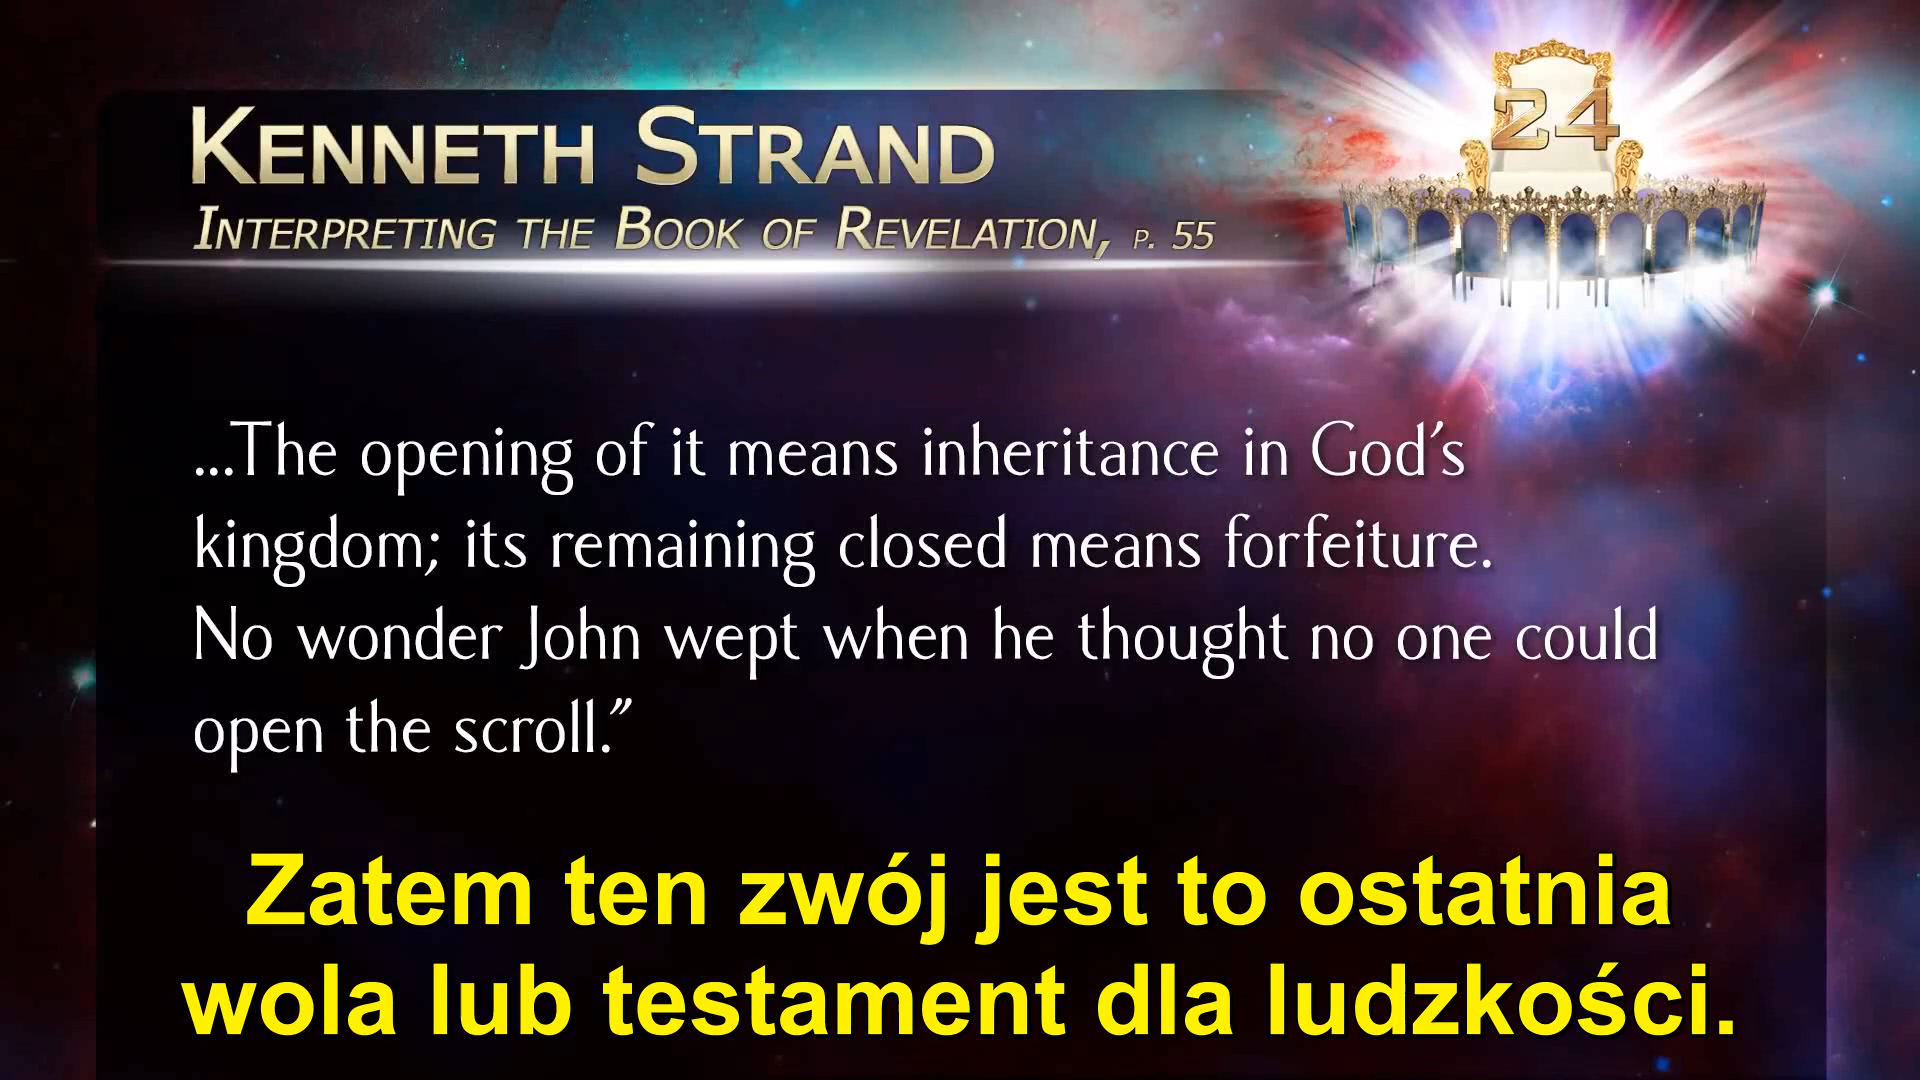 KENNETH STRAND
INTERPRETING THE BOOK OF REVELATION, P. 55
24
...The opening of it means inheritance in God's
kingdom; its remaining closed means forfeiture.
No wonder John wept when he thought no one could
open the scroll.”
Zatem ten zwój jest to ostatnia
wola lub testament dla ludzkości.